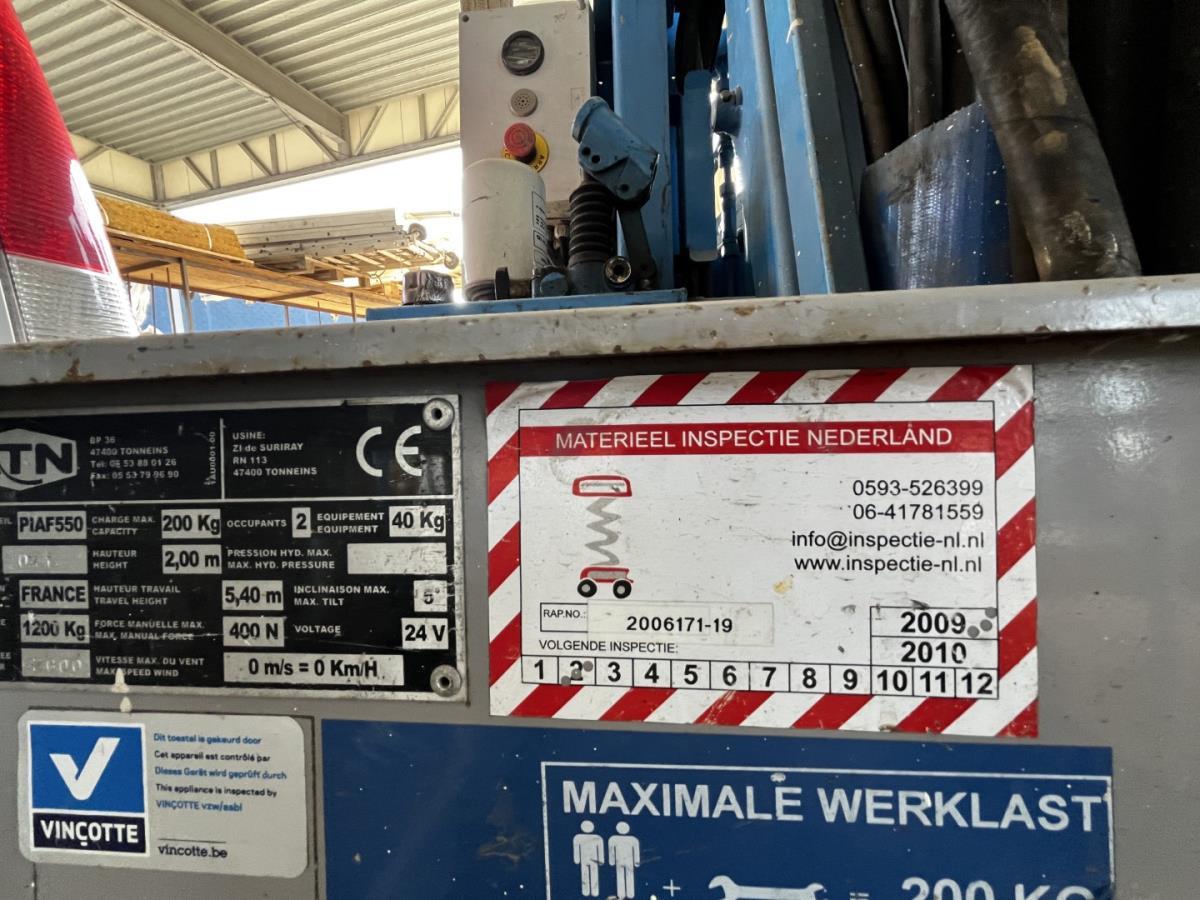 TN
BP 36
47400 TONNEINS
Tel: 05 53 88 01 26
Fax: 05 53 79 96 90
USINE:
ZI de SURIRAY
RN 113
47400 TONNEINS
CE
PIAF550
CHARGE MAX.
CAPACITY
200 Kg
OCCUPANTS
2
EQUIPEMENT
EQUIPMENT
40 Kg
HAUTEUR
HEIGHT
2,00 m
PRESSION HYD. MAX.
MAX. HYD. PRESSURE
FRANCE
HAUTEUR TRAVAIL
TRAVEL HEIGHT
5,40 m
INCLINAISON MAX.
MAX. TILT
5°
1200 Kg
FORCE MANUELLE MAX.
MAX. MANUAL FORCE
400 N
VOLTAGE
24 V
VITESSE MAX. DU VENT
MAX SPEED WIND
0 m/s = 0 Km/H
MATERIEEL INSPECTIE NEDERLAND
0593-526399
06-41781559
info@inspectie-nl.nl
www.inspectie-nl.nl
RAP.NO.:
2006171-19
2009
2010
VOLGENDE INSPECTIE:
1 2 3 4 5 6 7 8 9 10 11 12
Dit toestel is gekeurd door
Cet appareil est contrôlé par
Dieses Gerät wird geprüft durch
This appliance is inspected by
VINÇOTTE vzw/asbl
vincotte.be
VINÇOTTE
MAXIMALE WERKLAST
+ = 200 KG